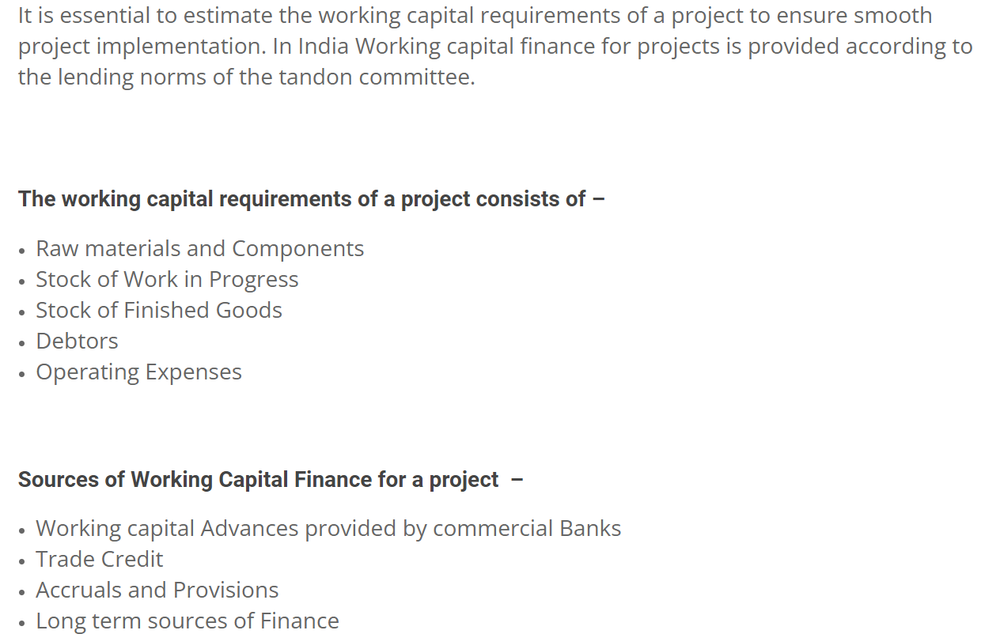 It is essential to estimate the working capital requirements of a project to ensure smooth
project implementation. In India Working capital finance for projects is provided according to
the lending norms of the tandon committee.
The working capital requirements of a project consists of –
• Raw materials and Components
• Stock of Work in Progress
• Stock of Finished Goods
• Debtors
• Operating Expenses
Sources of Working Capital Finance for a project –
• Working capital Advances provided by commercial Banks
• Trade Credit
• Accruals and Provisions
• Long term sources of Finance